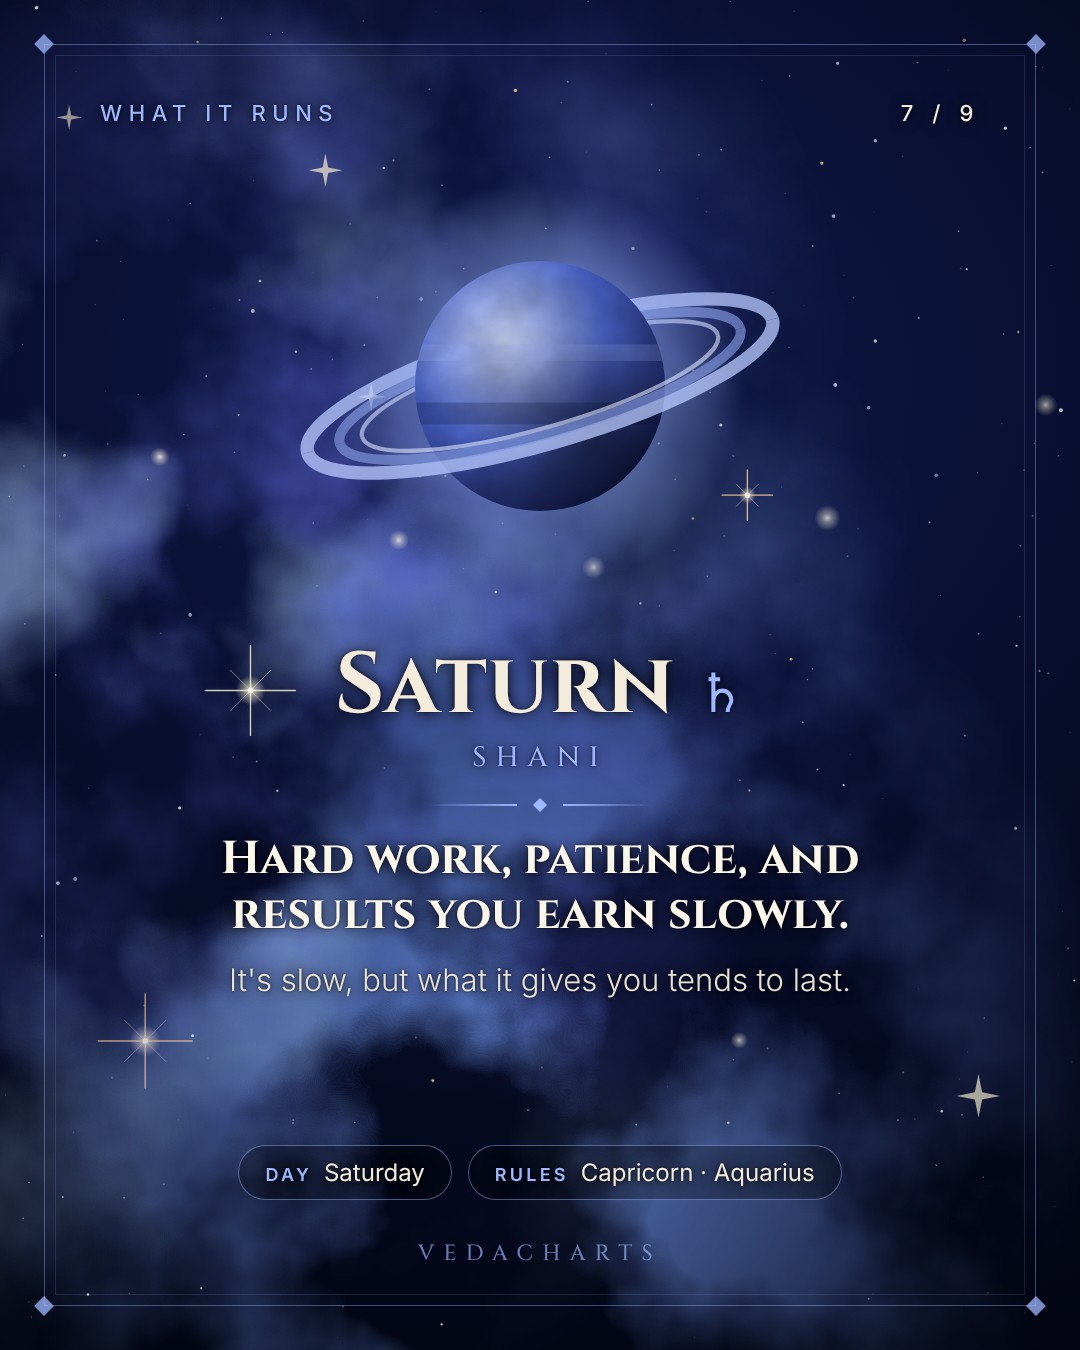 WHAT IT RUNS
7 / 9
SATURN ♄
SHANI
HARD WORK, PATIENCE, AND
RESULTS YOU EARN SLOWLY.
It's slow, but what it gives you tends to last.
DAY Saturday
RULES Capricorn · Aquarius
VEDACHARTS